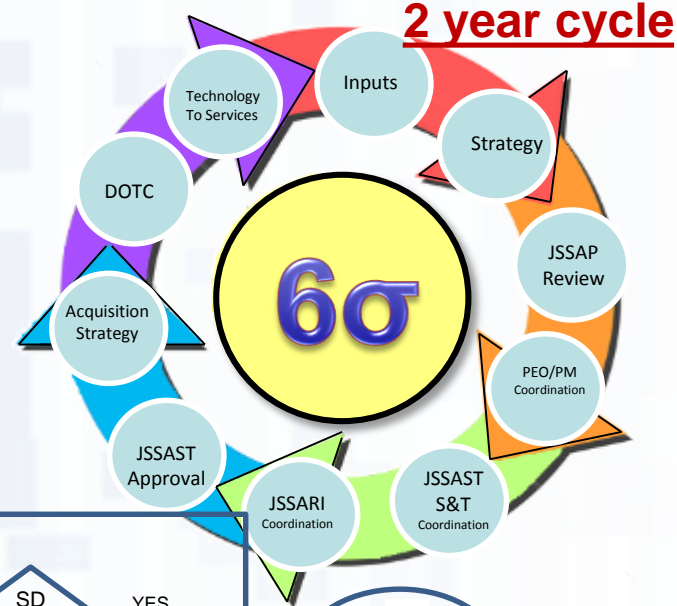 2 year cycle
Inputs
Strategy
JSSAP
Review
PEO/PM
Coordination
JSSAST
S&T
Coordination
JSSARI
Coordination
JSSAST
Approval
Acquisition
Strategy
DOTC
Technology
To Services
6σ
SD
YES